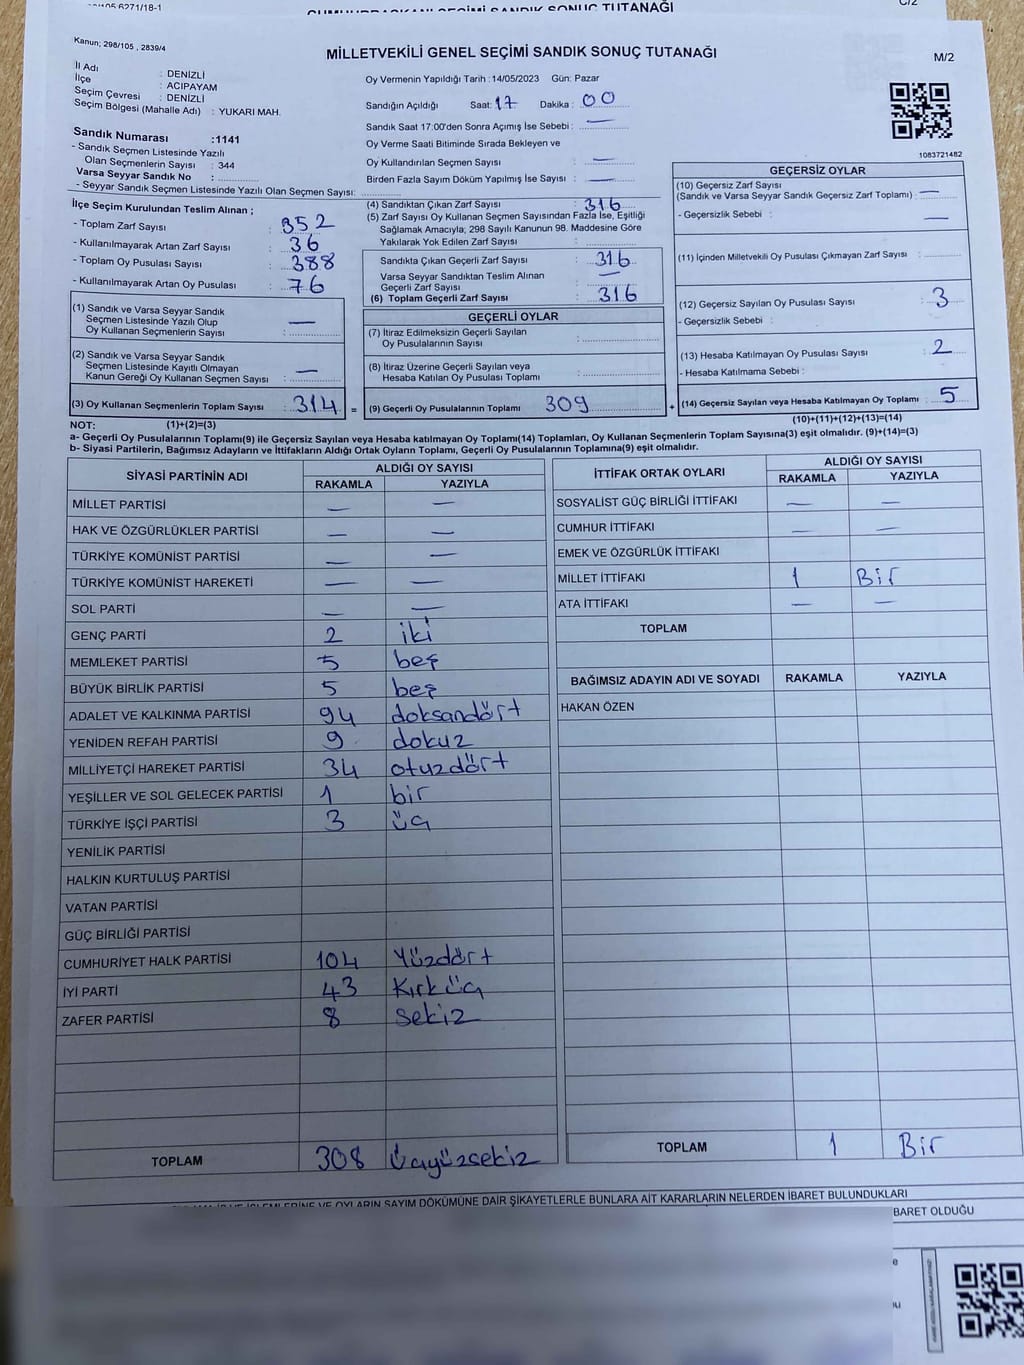 6271/18-1
CUMHURBAŞKANI SEÇİMİ SANDIK SONUÇ TUTANAĞI
C/2
Kanun; 298/105 , 2839/4
MİLLETVEKİLİ GENEL SEÇİMİ SANDIK SONUÇ TUTANAĞI
M/2
İl Adı : DENİZLİ
İlçe : ACIPAYAM
Seçim Çevresi : DENİZLİ
Seçim Bölgesi (Mahalle Adı) : YUKARI MAH.
Sandık Numarası :1141
- Sandık Seçmen Listesinde Yazılı
Olan Seçmenlerin Sayısı : 344
Varsa Seyyar Sandık No :
- Seyyar Sandık Seçmen Listesinde Yazılı Olan Seçmen Sayısı:
Oy Vermenin Yapıldığı Tarih :14/05/2023 Gün: Pazar
Sandığın Açıldığı Saat: 17 Dakika : 00
Sandık Saat 17:00'den Sonra Açımış İse Sebebi : —
Oy Verme Saati Bitiminde Sırada Bekleyen ve
Oy Kullandırılan Seçmen Sayısı : —
Birden Fazla Sayım Döküm Yapılmış İse Sayısı : —
1083721482
İlçe Seçim Kurulundan Teslim Alınan ;
- Toplam Zarf Sayısı : 352
- Kullanılmayarak Artan Zarf Sayısı : 36
- Toplam Oy Pusulası Sayısı : 388
- Kullanılmayarak Artan Oy Pusulası : 76
(1) Sandık ve Varsa Seyyar Sandık
Seçmen Listesinde Yazılı Olup
Oy Kullanan Seçmenlerin Sayısı : —
(2) Sandık ve Varsa Seyyar Sandık
Seçmen Listesinde Kayıtlı Olmayan
Kanun Gereği Oy Kullanan Seçmen Sayısı : —
(3) Oy Kullanan Seçmenlerin Toplam Sayısı : 314
(1)+(2)=(3)
(4) Sandıktan Çıkan Zarf Sayısı : 316
(5) Zarf Sayısı Oy Kullanan Seçmen Sayısından Fazla İse, Eşitliği
Sağlamak Amacıyla; 298 Sayılı Kanunun 98. Maddesine Göre
Yakılarak Yok Edilen Zarf Sayısı :
Sandıkta Çıkan Geçerli Zarf Sayısı : 316
Varsa Seyyar Sandıktan Teslim Alınan
Geçerli Zarf Sayısı : —
(6) Toplam Geçerli Zarf Sayısı : 316
GEÇERLİ OYLAR
(7) İtiraz Edilmeksizin Geçerli Sayılan
Oy Pusulalarının Sayısı :
(8) İtiraz Üzerine Geçerli Sayılan veya
Hesaba Katılan Oy Pusulası Toplamı :
= (9) Geçerli Oy Pusulalarının Toplamı 309 +
GEÇERSİZ OYLAR
(10) Geçersiz Zarf Sayısı
(Sandık ve Varsa Seyyar Sandık Geçersiz Zarf Toplamı) : —
- Geçersizlik Sebebi : —
(11) İçinden Milletvekili Oy Pusulası Çıkmayan Zarf Sayısı :
(12) Geçersiz Sayılan Oy Pusulası Sayısı : 3
- Geçersizlik Sebebi :
(13) Hesaba Katılmayan Oy Pusulası Sayısı : 2
- Hesaba Katılmama Sebebi :
(14) Geçersiz Sayılan veya Hesaba Katılmayan Oy Toplamı : 5
(10)+(11)+(12)+(13)=(14)
NOT:
a- Geçerli Oy Pusulalarının Toplamı(9) ile Geçersiz Sayılan veya Hesaba katılmayan Oy Toplamı(14) Toplamları, Oy Kullanan Seçmenlerin Toplam Sayısına(3) eşit olmalıdır. (9)+(14)=(3)
b- Siyasi Partilerin, Bağımsız Adayların ve İttifakların Aldığı Ortak Oyların Toplamı, Geçerli Oy Pusulalarının Toplamına(9) eşit olmalıdır.
SİYASİ PARTİNİN ADI ALDIĞI OY SAYISI
RAKAMLA YAZIYLA
MİLLET PARTİSİ — —
HAK VE ÖZGÜRLÜKLER PARTİSİ — —
TÜRKİYE KOMÜNİST PARTİSİ — —
TÜRKİYE KOMÜNİST HAREKETİ — —
SOL PARTİ — —
GENÇ PARTİ 2 iki
MEMLEKET PARTİSİ 5 beş
BÜYÜK BİRLİK PARTİSİ 5 beş
ADALET VE KALKINMA PARTİSİ 94 doksandört
YENİDEN REFAH PARTİSİ 9 dokuz
MİLLİYETÇİ HAREKET PARTİSİ 34 otuzdört
YEŞİLLER VE SOL GELECEK PARTİSİ 1 bir
TÜRKİYE İŞÇİ PARTİSİ 3 üç
YENİLİK PARTİSİ
HALKIN KURTULUŞ PARTİSİ
VATAN PARTİSİ
GÜÇ BİRLİĞİ PARTİSİ
CUMHURİYET HALK PARTİSİ 104 Yüzdört
İYİ PARTİ 43 Kırküç
ZAFER PARTİSİ 8 sekiz
TOPLAM 308 Üçyüzsekiz
İTTİFAK ORTAK OYLARI ALDIĞI OY SAYISI
RAKAMLA YAZIYLA
SOSYALİST GÜÇ BİRLİĞİ İTTİFAKI — —
CUMHUR İTTİFAKI — —
EMEK VE ÖZGÜRLÜK İTTİFAKI
MİLLET İTTİFAKI 1 Bir
ATA İTTİFAKI — —
TOPLAM
BAĞIMSIZ ADAYIN ADI VE SOYADI RAKAMLA YAZIYLA
HAKAN ÖZEN
TOPLAM 1 Bir
İŞLEMLERİNE VE OYLARIN SAYIM DÖKÜMÜNE DAİR ŞİKAYETLERLE BUNLARA AİT KARARLARIN NELERDEN İBARET BULUNDUKLARI
BARET OLDUĞU